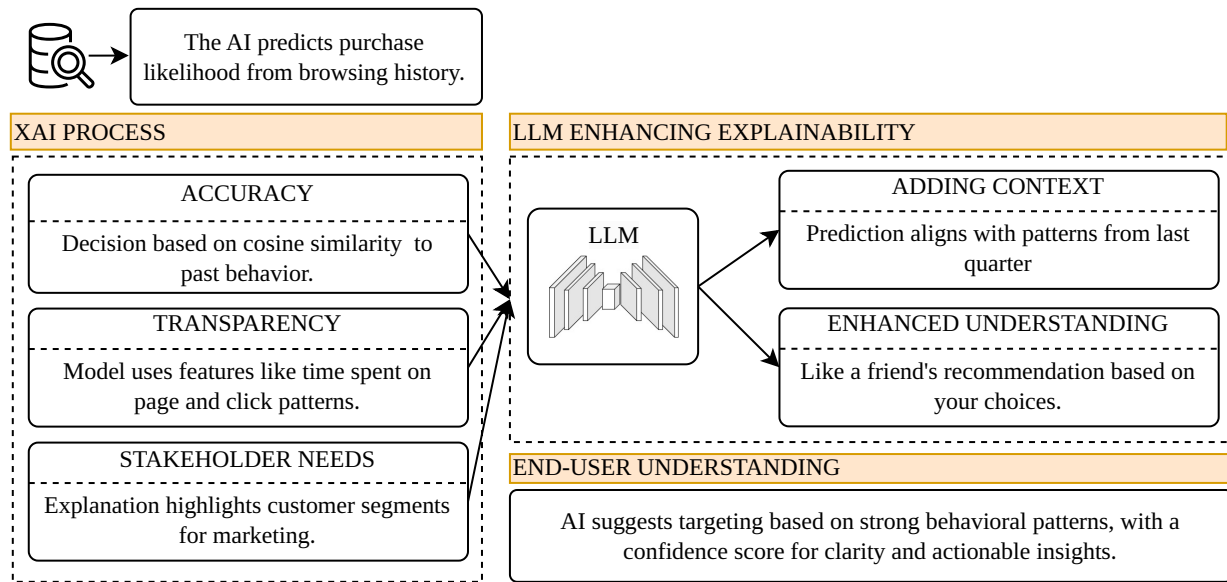 The AI predicts purchase
likelihood from browsing history.
XAI PROCESS
ACCURACY
Decision based on cosine similarity to
past behavior.
TRANSPARENCY
Model uses features like time spent on
page and click patterns.
STAKEHOLDER NEEDS
Explanation highlights customer segments
for marketing.
LLM ENHANCING EXPLAINABILITY
LLM
ADDING CONTEXT
Prediction aligns with patterns from last
quarter
ENHANCED UNDERSTANDING
Like a friend's recommendation based on
your choices.
END-USER UNDERSTANDING
AI suggests targeting based on strong behavioral patterns, with a
confidence score for clarity and actionable insights.